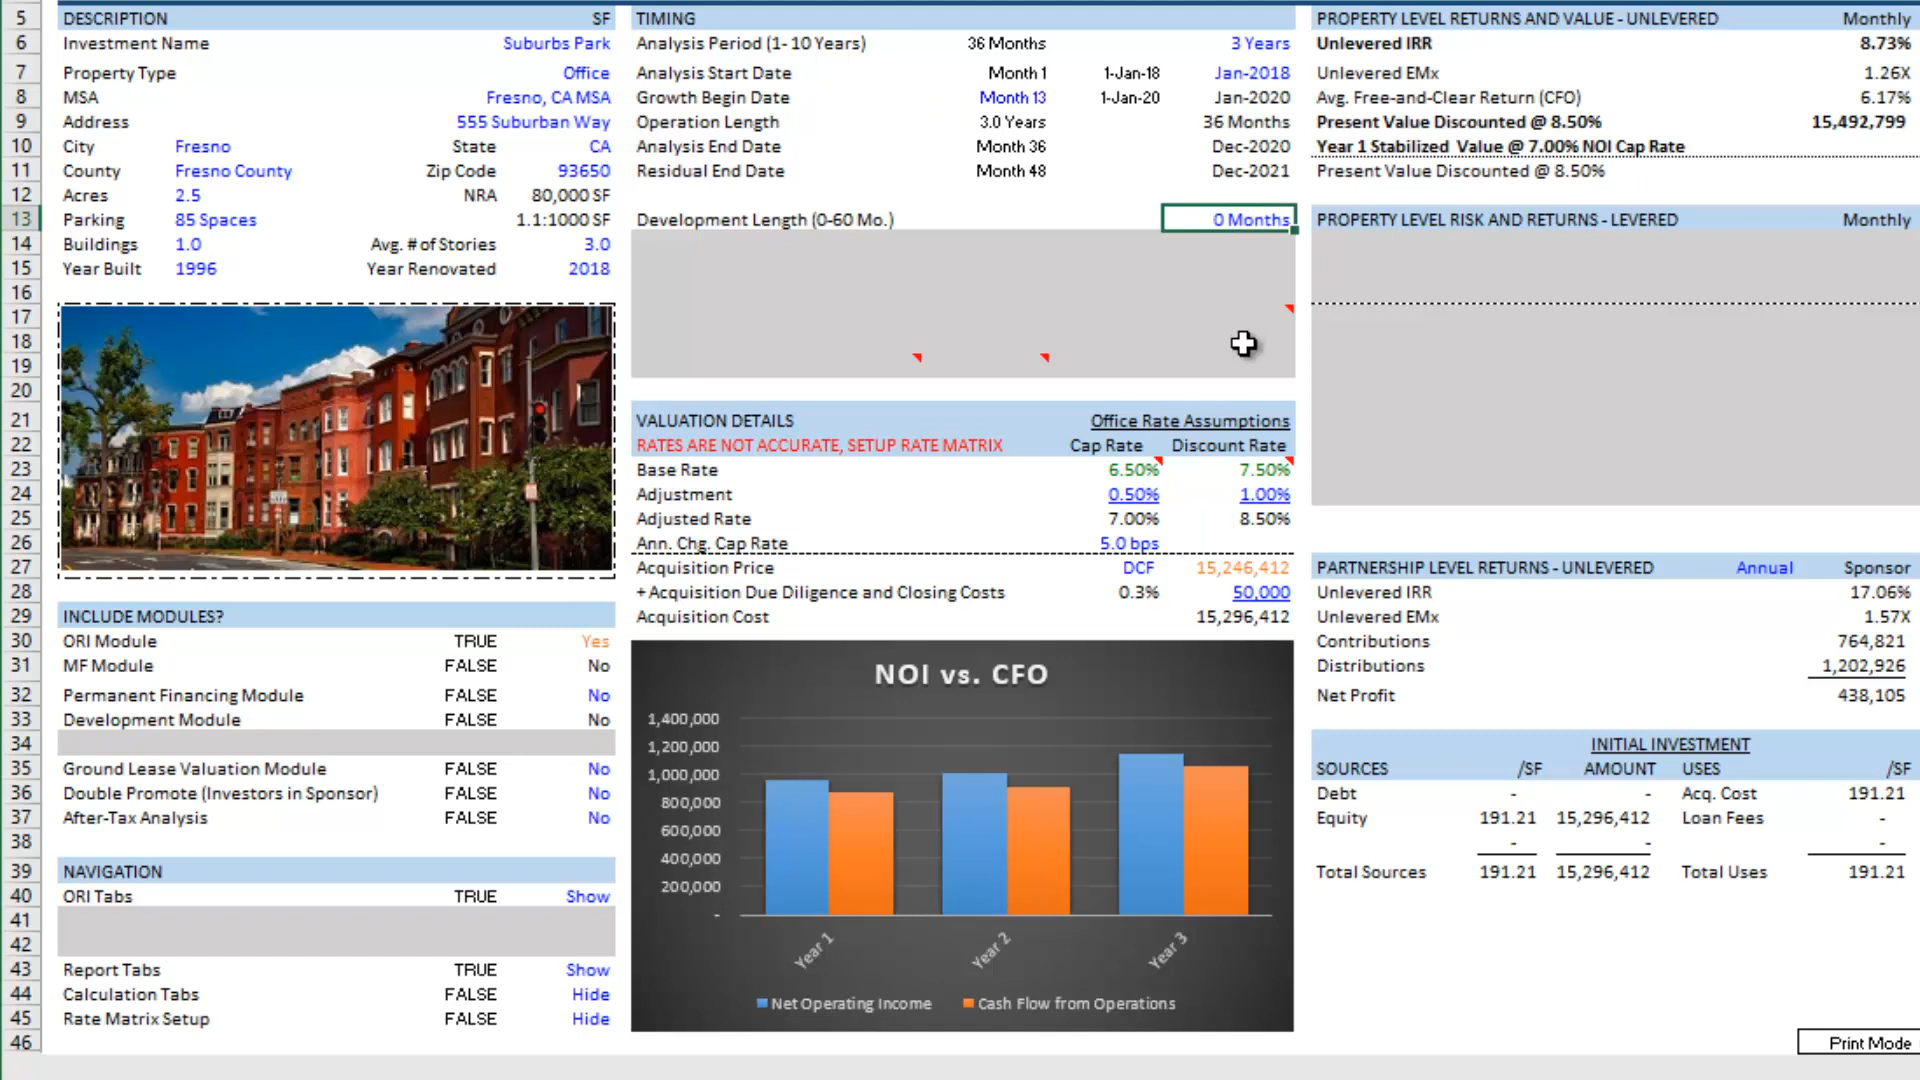 5 DESCRIPTION SF TIMING PROPERTY LEVEL RETURNS AND VALUE - UNLEVERED Monthly
6 Investment Name Suburbs Park Analysis Period (1- 10 Years) 36 Months 3 Years Unlevered IRR 8.73%
7 Property Type Office Analysis Start Date Month 1 1-Jan-18 Jan-2018 Unlevered EMx 1.26X
8 MSA Fresno, CA MSA Growth Begin Date Month 13 1-Jan-20 Jan-2020 Avg. Free-and-Clear Return (CFO) 6.17%
9 Address 555 Suburban Way Operation Length 3.0 Years 36 Months Present Value Discounted @ 8.50% 15,492,799
10 City Fresno State CA Analysis End Date Month 36 Dec-2020 Year 1 Stabilized Value @ 7.00% NOI Cap Rate
11 County Fresno County Zip Code 93650 Residual End Date Month 48 Dec-2021 Present Value Discounted @ 8.50%
12 Acres 2.5 NRA 80,000 SF
13 Parking 85 Spaces 1.1:1000 SF Development Length (0-60 Mo.) 0 Months PROPERTY LEVEL RISK AND RETURNS - LEVERED Monthly
14 Buildings 1.0 Avg. # of Stories 3.0
15 Year Built 1996 Year Renovated 2018
16
17
18
19
20
21 VALUATION DETAILS Office Rate Assumptions
22 RATES ARE NOT ACCURATE, SETUP RATE MATRIX Cap Rate Discount Rate
23 Base Rate 6.50% 7.50%
24 Adjustment 0.50% 1.00%
25 Adjusted Rate 7.00% 8.50%
26 Ann. Chg. Cap Rate 5.0 bps
27 Acquisition Price DCF 15,246,412 PARTNERSHIP LEVEL RETURNS - UNLEVERED Annual Sponsor
28 + Acquisition Due Diligence and Closing Costs 0.3% 50,000 Unlevered IRR 17.06%
29 INCLUDE MODULES? Acquisition Cost 15,296,412 Unlevered EMx 1.57X
30 ORI Module TRUE Yes Contributions 764,821
31 MF Module FALSE No Distributions 1,202,926
32 Permanent Financing Module FALSE No Net Profit 438,105
33 Development Module FALSE No
34 INITIAL INVESTMENT
35 Ground Lease Valuation Module FALSE No SOURCES /SF AMOUNT USES /SF
36 Double Promote (Investors in Sponsor) FALSE No Debt - - Acq. Cost 191.21
37 After-Tax Analysis FALSE No Equity 191.21 15,296,412 Loan Fees -
38 - - -
39 NAVIGATION Total Sources 191.21 15,296,412 Total Uses 191.21
40 ORI Tabs TRUE Show
41
42
43 Report Tabs TRUE Show
44 Calculation Tabs FALSE Hide
45 Rate Matrix Setup FALSE Hide
46 Print Mode
NOI vs. CFO
1,400,000
1,200,000
1,000,000
800,000
600,000
400,000
200,000
-
Year 1 Year 2 Year 3
Net Operating Income Cash Flow from Operations